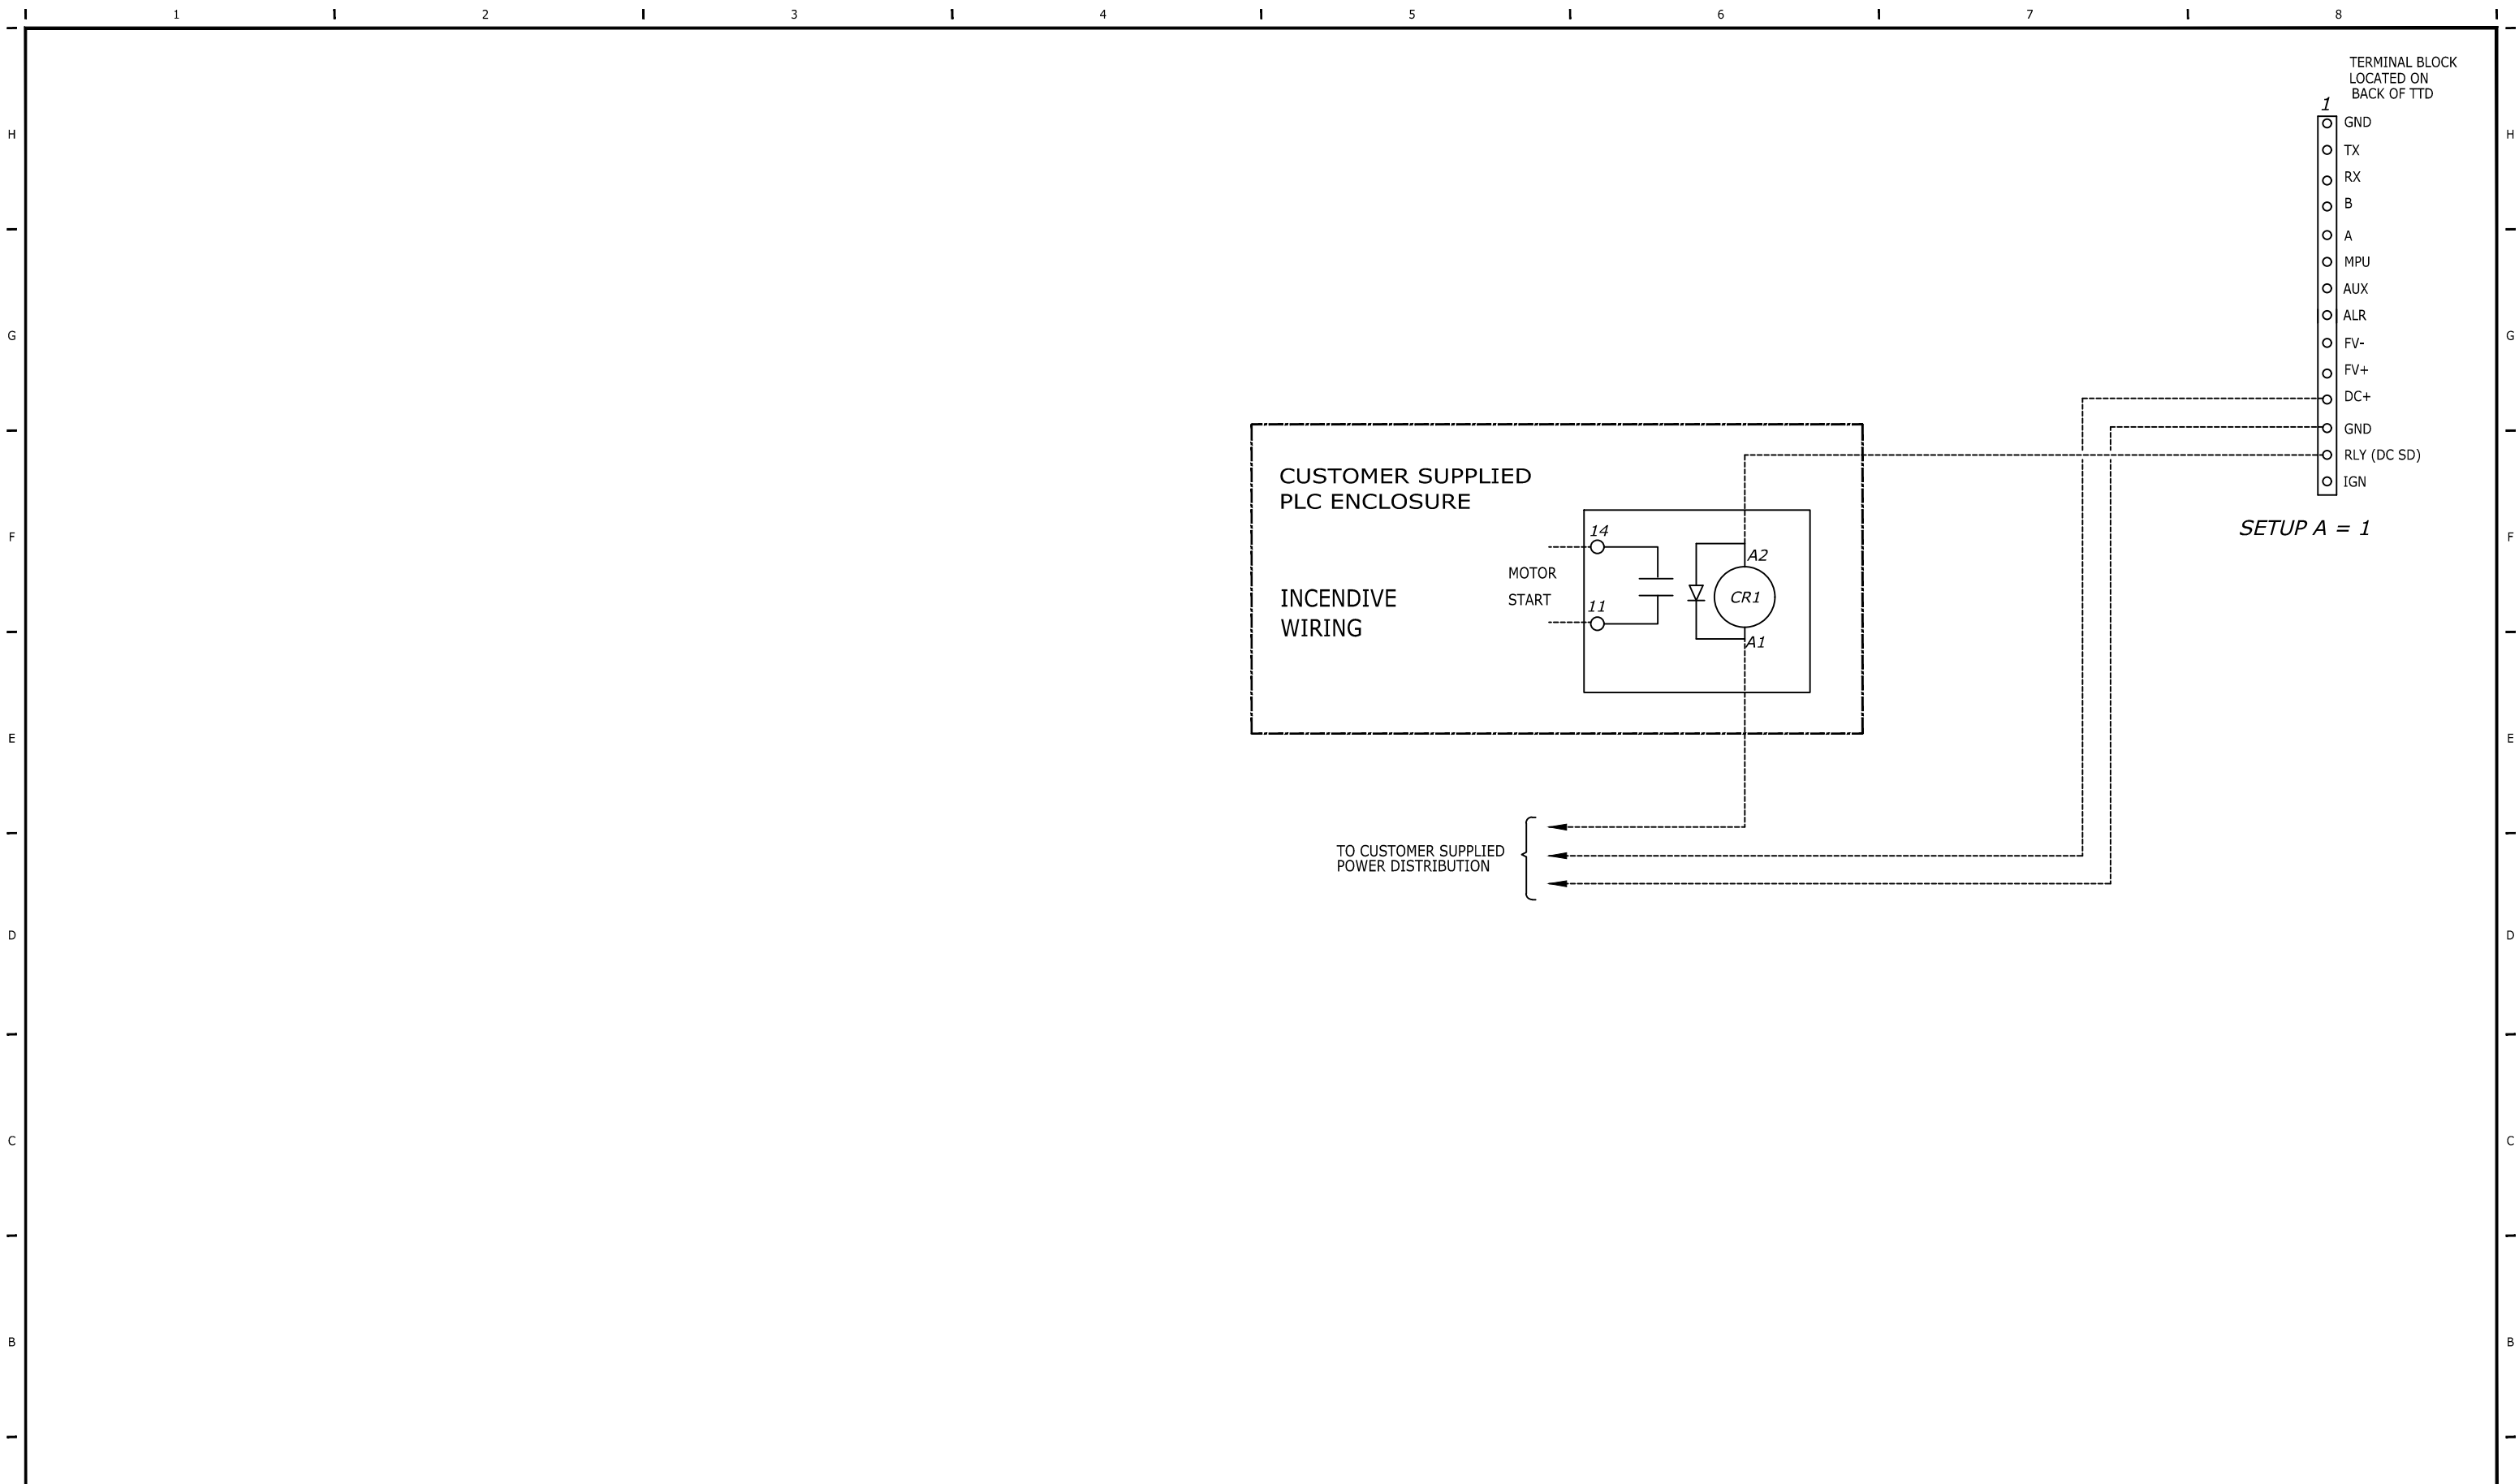 1 2 3 4 5 6 7 8
TERMINAL BLOCK
LOCATED ON
BACK OF TTD
1
H GND H
TX
RX
B
A
MPU
AUX
ALR
G FV- G
FV+
DC+
GND
RLY (DC SD)
IGN
SETUP A = 1
CUSTOMER SUPPLIED
PLC ENCLOSURE
F 14 F
A2
MOTOR
INCENDIVE START CR1
11
WIRING
A1
E E
TO CUSTOMER SUPPLIED
POWER DISTRIBUTION
D D
C C
B B